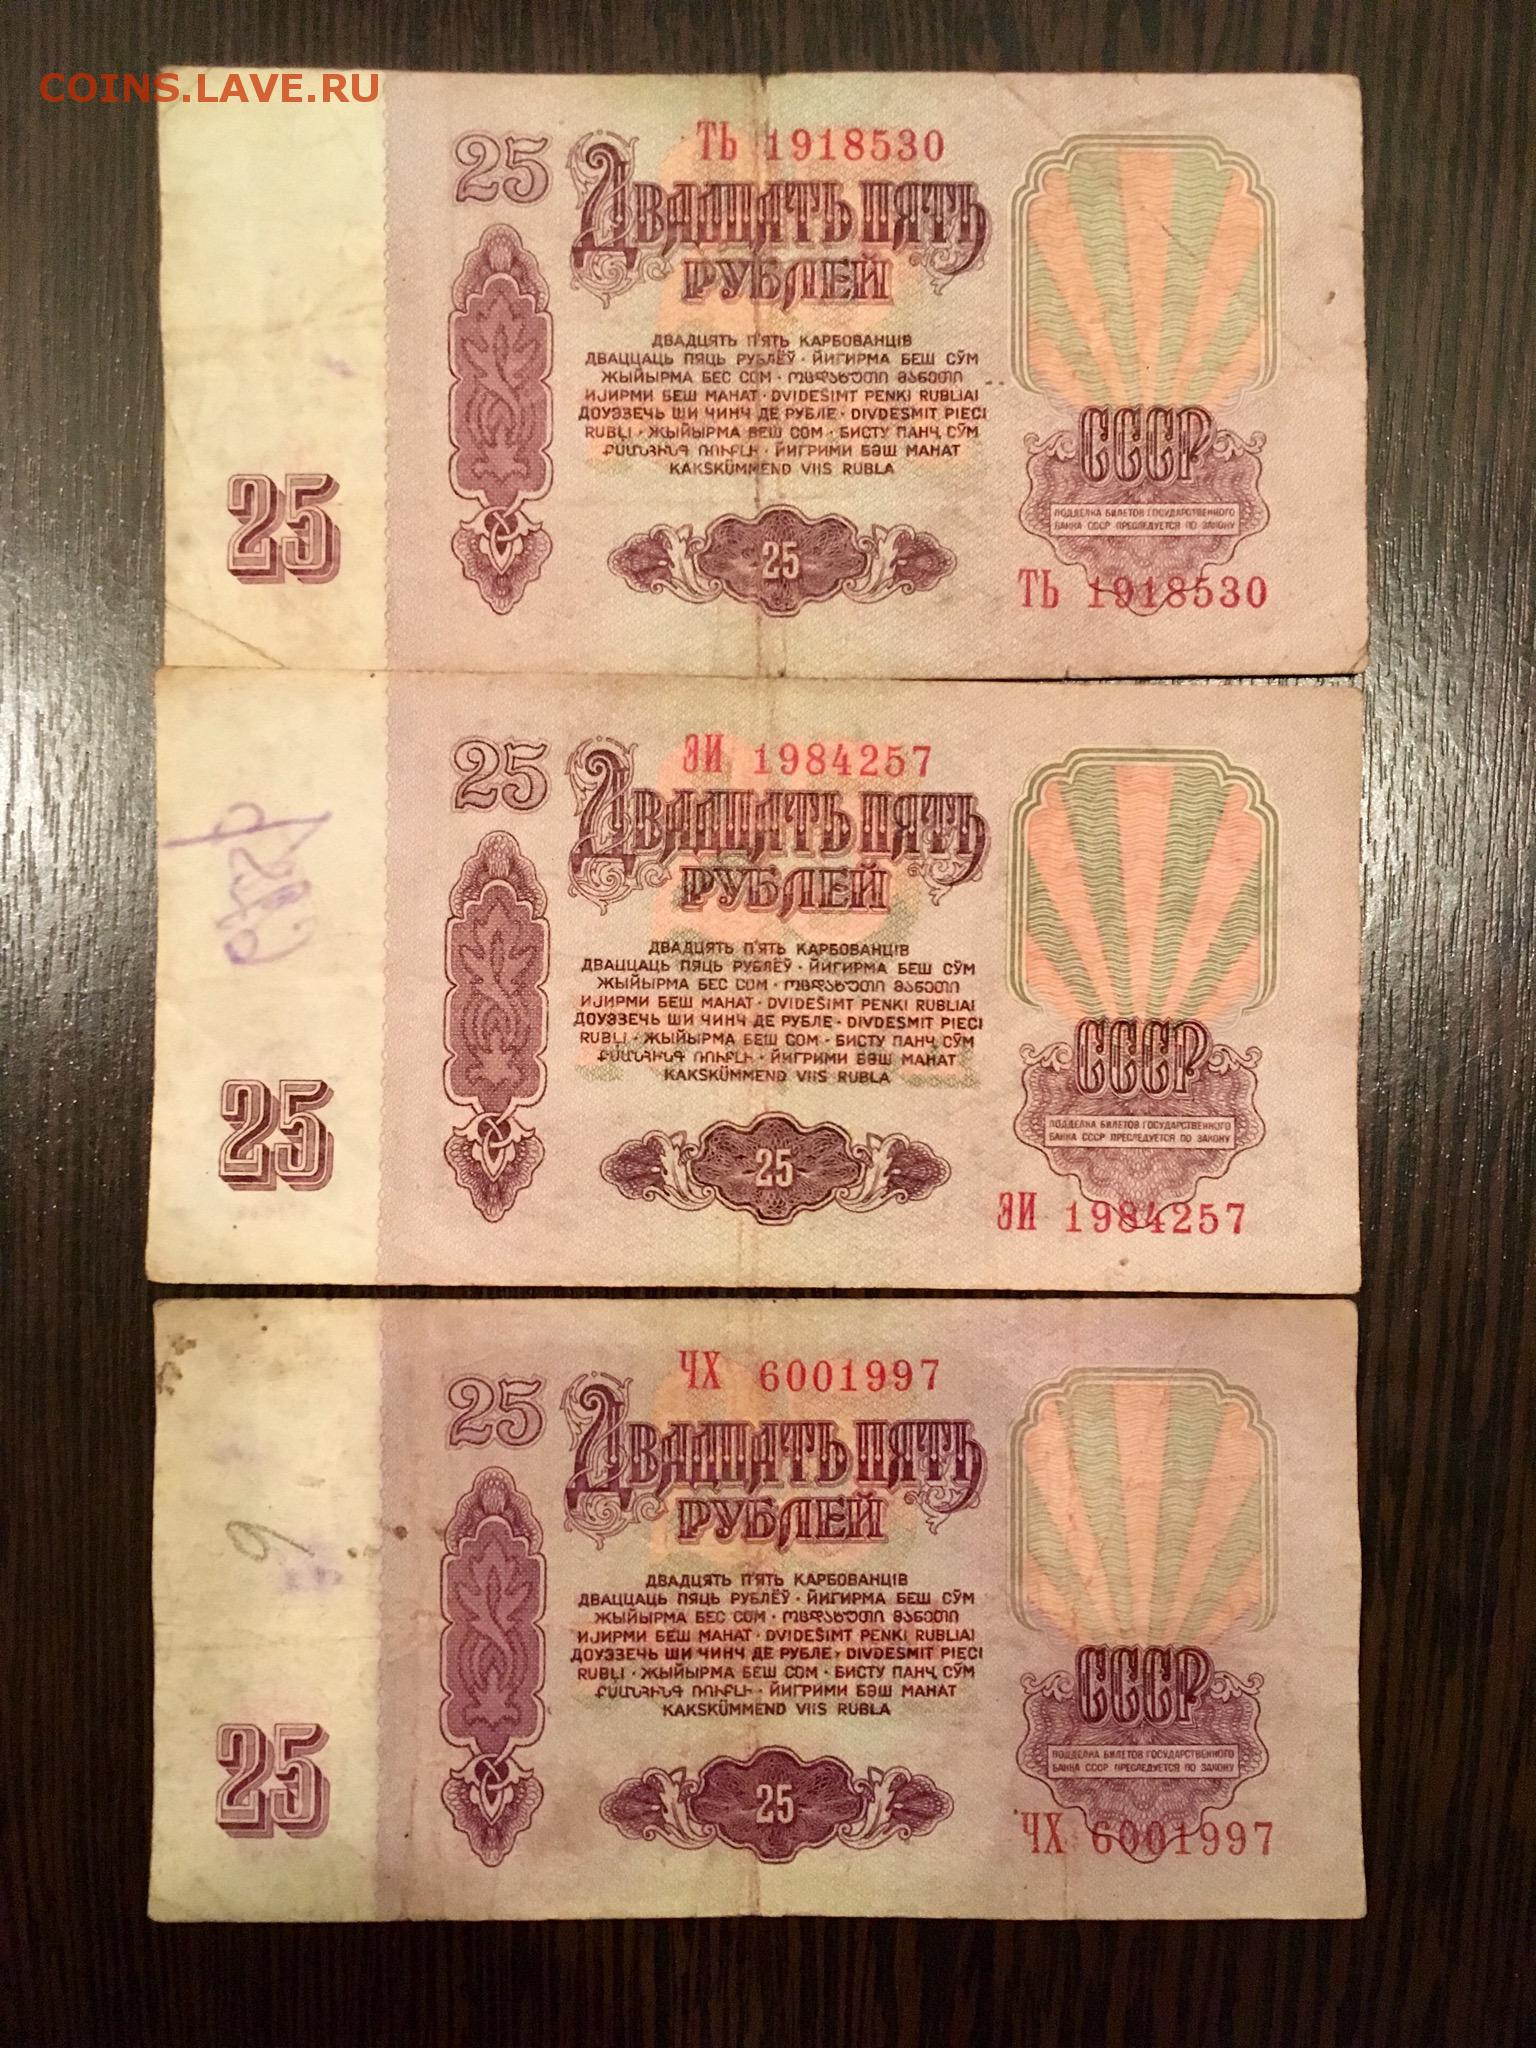 COINS.LAVE.RU
25
ТЬ 1918530
ДВАДЦАТЬ ПЯТЬ
РУБЛЕЙ
ДВАДЦЯТЬ П'ЯТЬ КАРБОВАНЦІВ
ДВАЦЦАЦЬ ПЯЦЬ РУБЛЁЎ · ЙИГИРМА БЕШ СЎМ
ЖЫЙЫРМА БЕС СОМ · ᲝᲪᲓᲐᲮᲣᲗᲘ ᲛᲐᲜᲔᲗᲘ
ИЈИРМИ БЕШ МАНАТ · DVIDEŠIMT PENKI RUBLIAI
ДОУЭЗЕЧЬ ШИ ЧИНЧ ДЕ РУБЛЕ · DIVDESMIT PIECI
RUBĻI · ЖЫЙЫРМА БЕШ СОМ · БИСТУ ПАНҶ СЎМ
ՔՍԱՆՀԻՆԳ ՌՈՒԲԼԻ · ЙИГРИМИ БӘШ МАНАТ
KAKSKÜMMEND VIIS RUBLA
СССР
ПОДДЕЛКА БИЛЕТОВ ГОСУДАРСТВЕННОГО
БАНКА СССР ПРЕСЛЕДУЕТСЯ ПО ЗАКОНУ
25
25
ТЬ 1918530
25
ЭИ 1984257
ДВАДЦАТЬ ПЯТЬ
РУБЛЕЙ
ДВАДЦЯТЬ П'ЯТЬ КАРБОВАНЦІВ
ДВАЦЦАЦЬ ПЯЦЬ РУБЛЁЎ · ЙИГИРМА БЕШ СЎМ
ЖЫЙЫРМА БЕС СОМ · ᲝᲪᲓᲐᲮᲣᲗᲘ ᲛᲐᲜᲔᲗᲘ
ИЈИРМИ БЕШ МАНАТ · DVIDEŠIMT PENKI RUBLIAI
ДОУЭЗЕЧЬ ШИ ЧИНЧ ДЕ РУБЛЕ · DIVDESMIT PIECI
RUBĻI · ЖЫЙЫРМА БЕШ СОМ · БИСТУ ПАНҶ СЎМ
ՔՍԱՆՀԻՆԳ ՌՈՒԲԼԻ · ЙИГРИМИ БӘШ МАНАТ
KAKSKÜMMEND VIIS RUBLA
СССР
ПОДДЕЛКА БИЛЕТОВ ГОСУДАРСТВЕННОГО
БАНКА СССР ПРЕСЛЕДУЕТСЯ ПО ЗАКОНУ
25
25
ЭИ 1984257
25
ЧХ 6001997
ДВАДЦАТЬ ПЯТЬ
РУБЛЕЙ
ДВАДЦЯТЬ П'ЯТЬ КАРБОВАНЦІВ
ДВАЦЦАЦЬ ПЯЦЬ РУБЛЁЎ · ЙИГИРМА БЕШ СЎМ
ЖЫЙЫРМА БЕС СОМ · ᲝᲪᲓᲐᲮᲣᲗᲘ ᲛᲐᲜᲔᲗᲘ
ИЈИРМИ БЕШ МАНАТ · DVIDEŠIMT PENKI RUBLIAI
ДОУЭЗЕЧЬ ШИ ЧИНЧ ДЕ РУБЛЕ · DIVDESMIT PIECI
RUBĻI · ЖЫЙЫРМА БЕШ СОМ · БИСТУ ПАНҶ СЎМ
ՔՍԱՆՀԻՆԳ ՌՈՒԲԼԻ · ЙИГРИМИ БӘШ МАНАТ
KAKSKÜMMEND VIIS RUBLA
СССР
ПОДДЕЛКА БИЛЕТОВ ГОСУДАРСТВЕННОГО
БАНКА СССР ПРЕСЛЕДУЕТСЯ ПО ЗАКОНУ
25
25
ЧХ 6001997